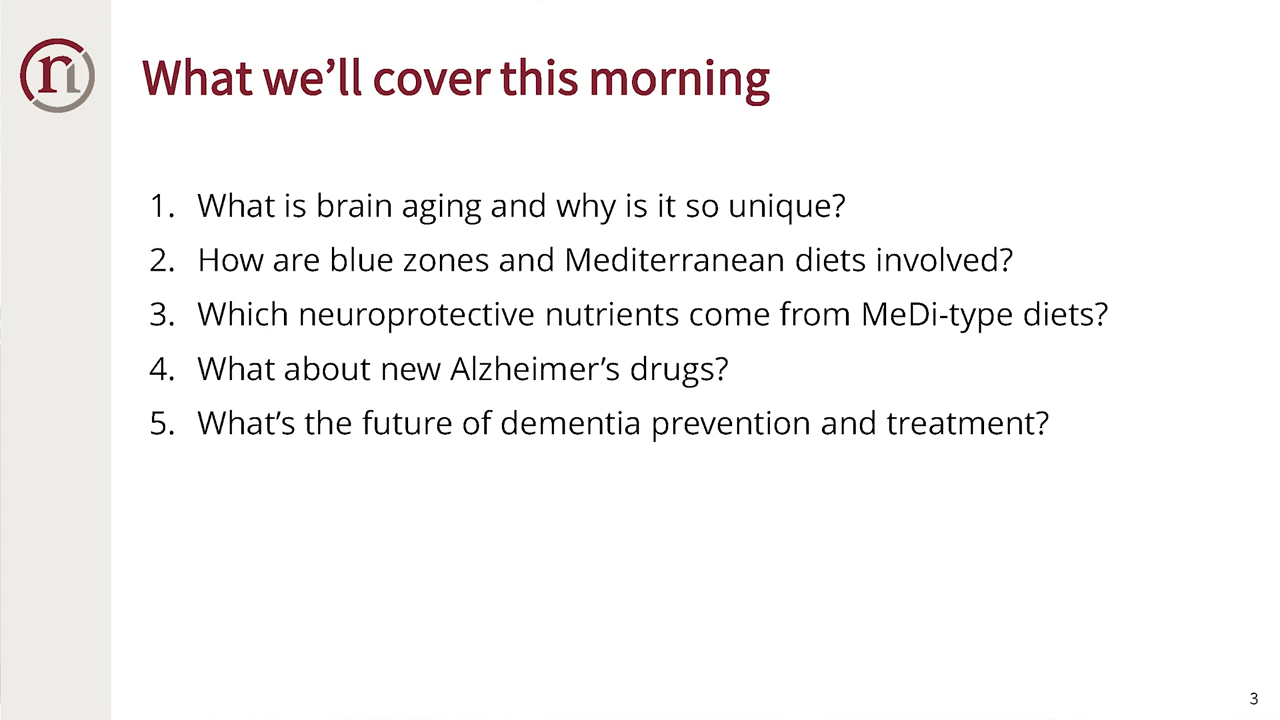 What we’ll cover this morning
1. What is brain aging and why is it so unique?
2. How are blue zones and Mediterranean diets involved?
3. Which neuroprotective nutrients come from MeDi-type diets?
4. What about new Alzheimer’s drugs?
5. What’s the future of dementia prevention and treatment?
3